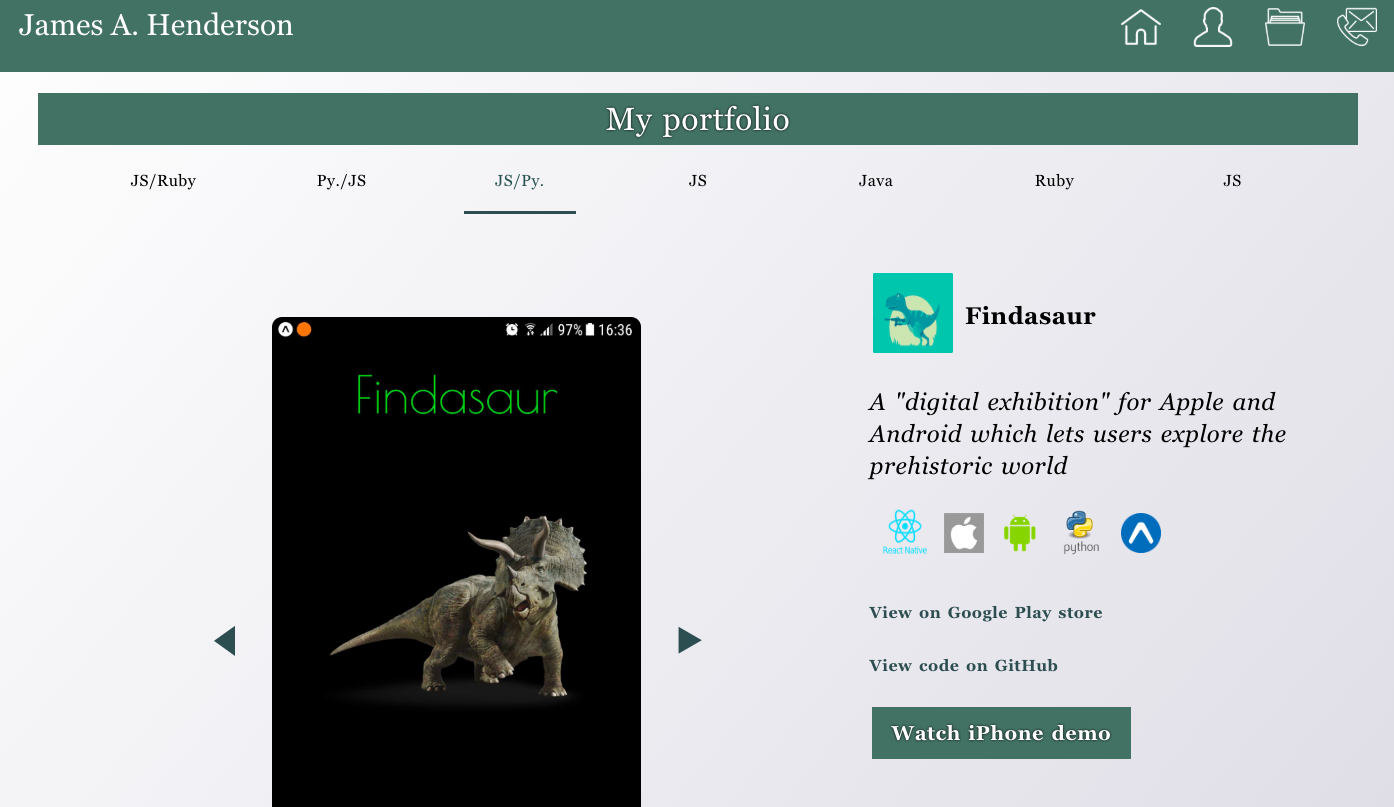 James A. Henderson
My portfolio
JS/Ruby
Py./JS
JS/Py.
JS
Java
Ruby
JS
97% 16:36
Findasaur
Findasaur
A "digital exhibition" for Apple and
Android which lets users explore the
prehistoric world
React Native
python
View on Google Play store
View code on GitHub
Watch iPhone demo